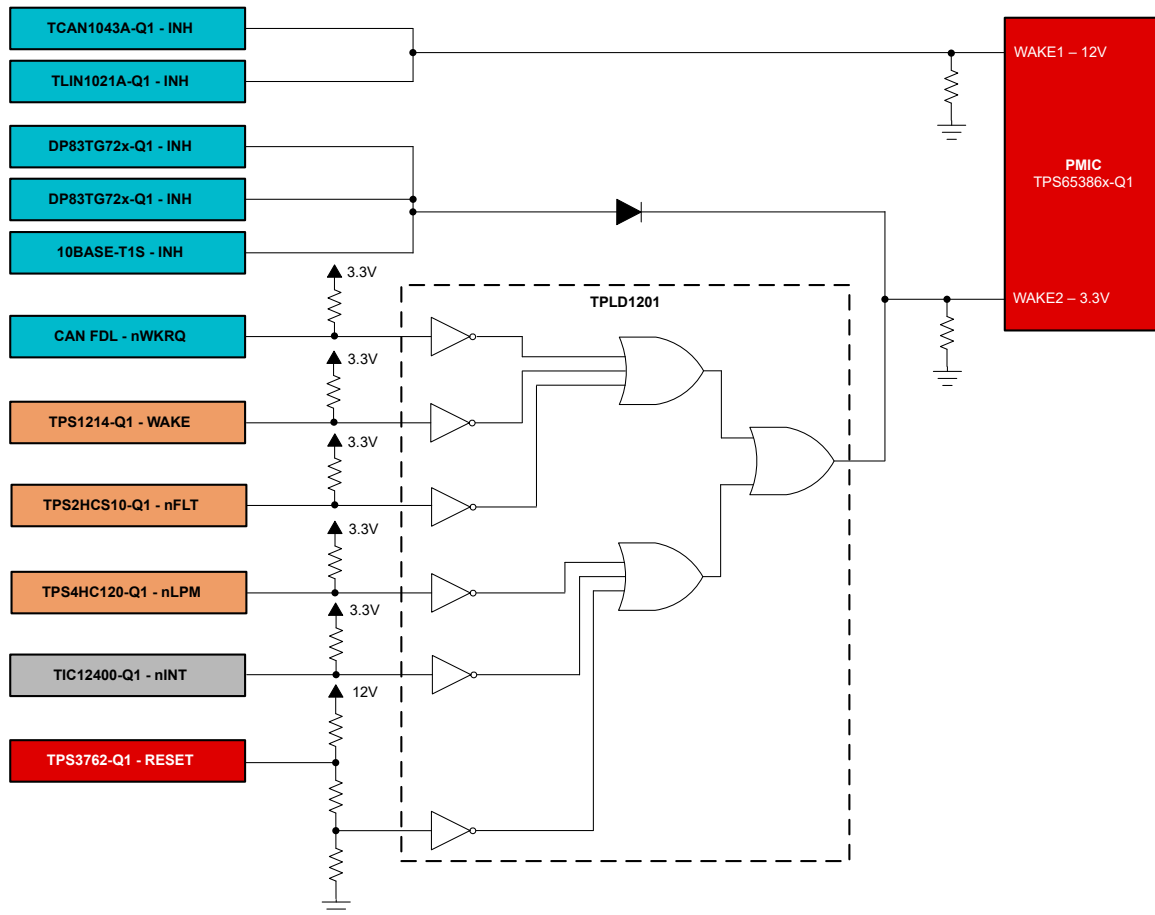 TCAN1043A-Q1 - INH
TLIN1021A-Q1 - INH
DP83TG72x-Q1 - INH
DP83TG72x-Q1 - INH
10BASE-T1S - INH
CAN FDL - nWKRQ
TPS1214-Q1 - WAKE
TPS2HCS10-Q1 - nFLT
TPS4HC120-Q1 - nLPM
TIC12400-Q1 - nINT
TPS3762-Q1 - RESET
3.3V
3.3V
3.3V
3.3V
3.3V
12V
TPLD1201
WAKE1 – 12V
PMIC
TPS65386x-Q1
WAKE2 – 3.3V